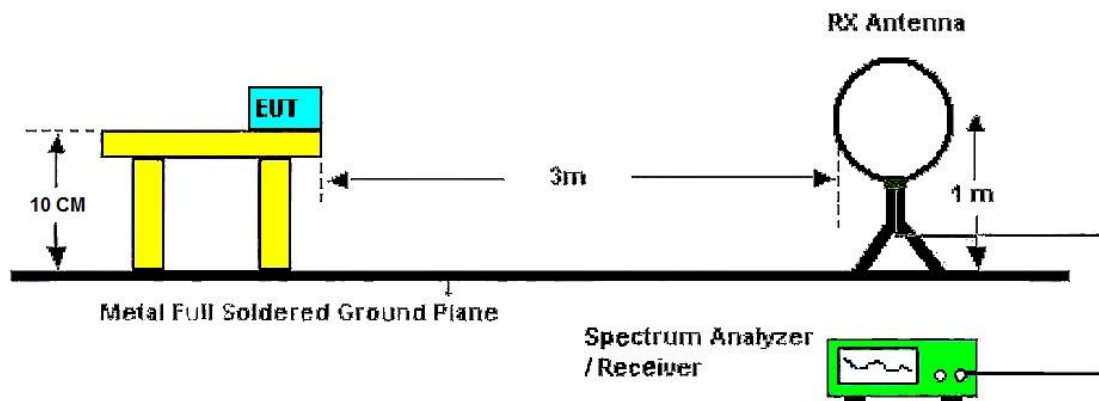 RX Antenna
EUT
3m
10 CM
1 m
Metal Full Soldered Ground Plane
Spectrum Analyzer
/ Receiver